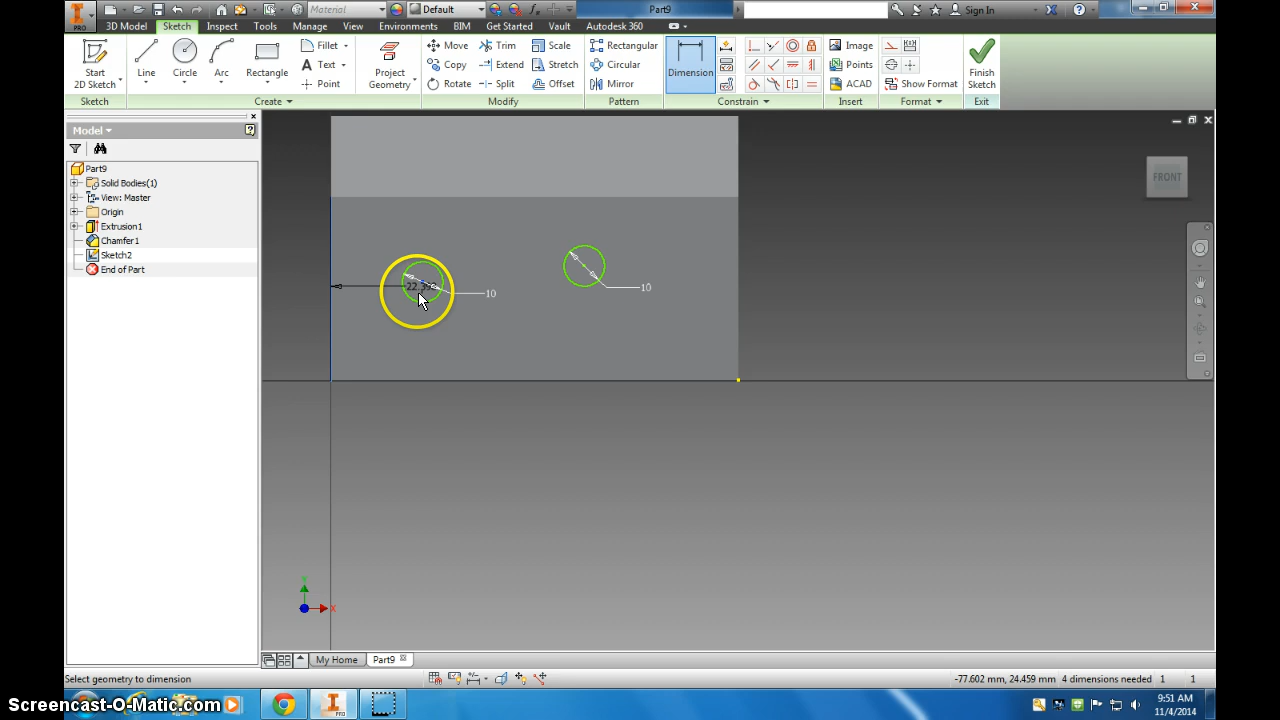 Material
Default
Part9
Sign In
PRO
3D Model
Sketch
Inspect
Tools
Manage
View
Environments
BIM
Get Started
Vault
Autodesk 360
Start
2D Sketch
Line
Circle
Arc
Rectangle
Fillet
Text
Point
Project
Geometry
Move
Copy
Rotate
Trim
Extend
Split
Scale
Stretch
Offset
Rectangular
Circular
Mirror
Dimension
Image
Points
ACAD
Show Format
Finish
Sketch
Sketch
Create
Modify
Pattern
Constrain
Insert
Format
Exit
Model
Part9
Solid Bodies(1)
View: Master
Origin
Extrusion1
Chamfer1
Sketch2
End of Part
FRONT
10
10
Y
X
My Home
Part9
Select geometry to dimension
-77.602 mm, 24.459 mm
4 dimensions needed
1
1
Screencast-O-Matic.com
PRO
9:51 AM
11/4/2014